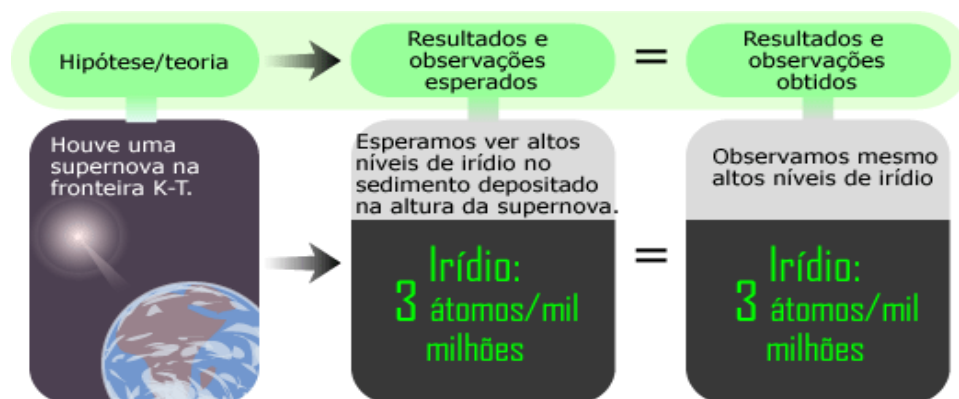 Hipótese/teoria
Resultados e
observações
esperados
=
Resultados e
observações
obtidos
Houve uma
supernova na
fronteira K-T.
Esperamos ver altos
níveis de irídio no
sedimento depositado
na altura da supernova.
Observamos mesmo
altos níveis de irídio
Irídio:
3 átomos/mil
milhões
=
Irídio:
3 átomos/mil
milhões